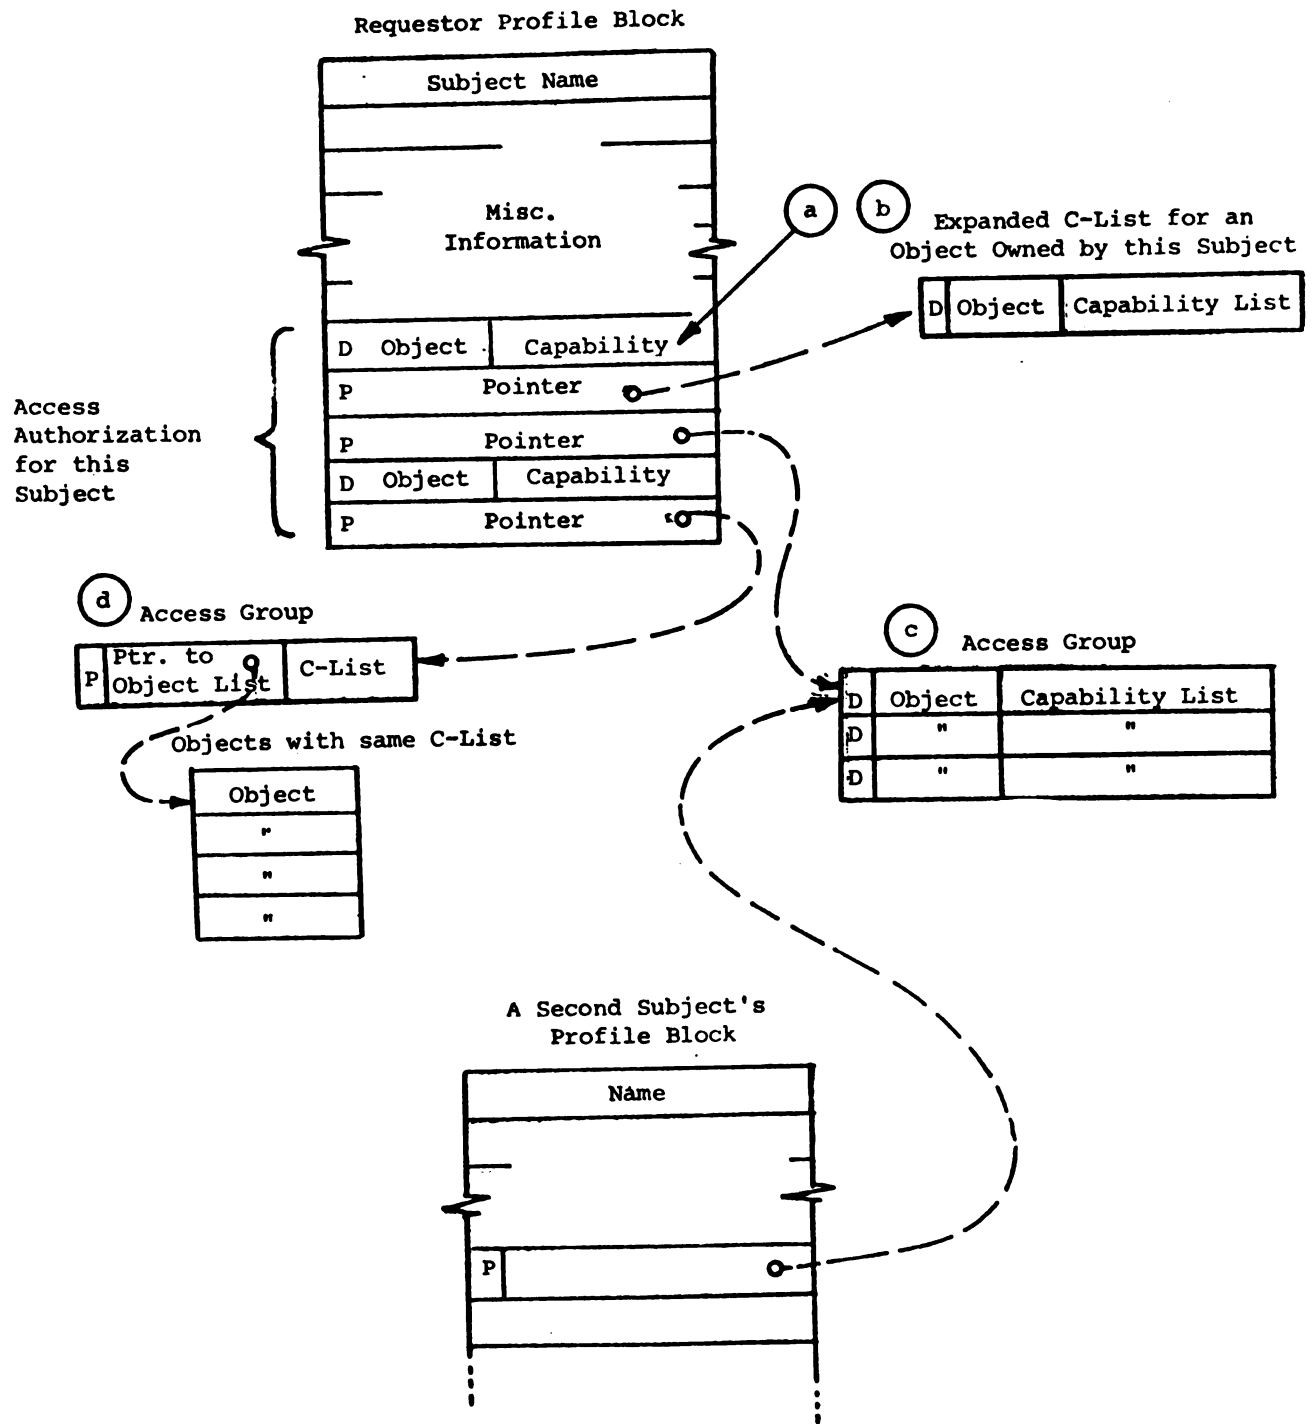 Requestor Profile Block
Subject Name
Misc.
Information
a
b
Expanded C-List for an
Object Owned by this Subject
D Object Capability List
D Object Capability
P Pointer
P Pointer
D Object Capability
P Pointer
Access
Authorization
for this
Subject
d
Access Group
P Ptr. to
Object List
C-List
Objects with same C-List
Object
"
"
"
c
Access Group
D Object Capability List
D " "
D " "
A Second Subject's
Profile Block
Name
P